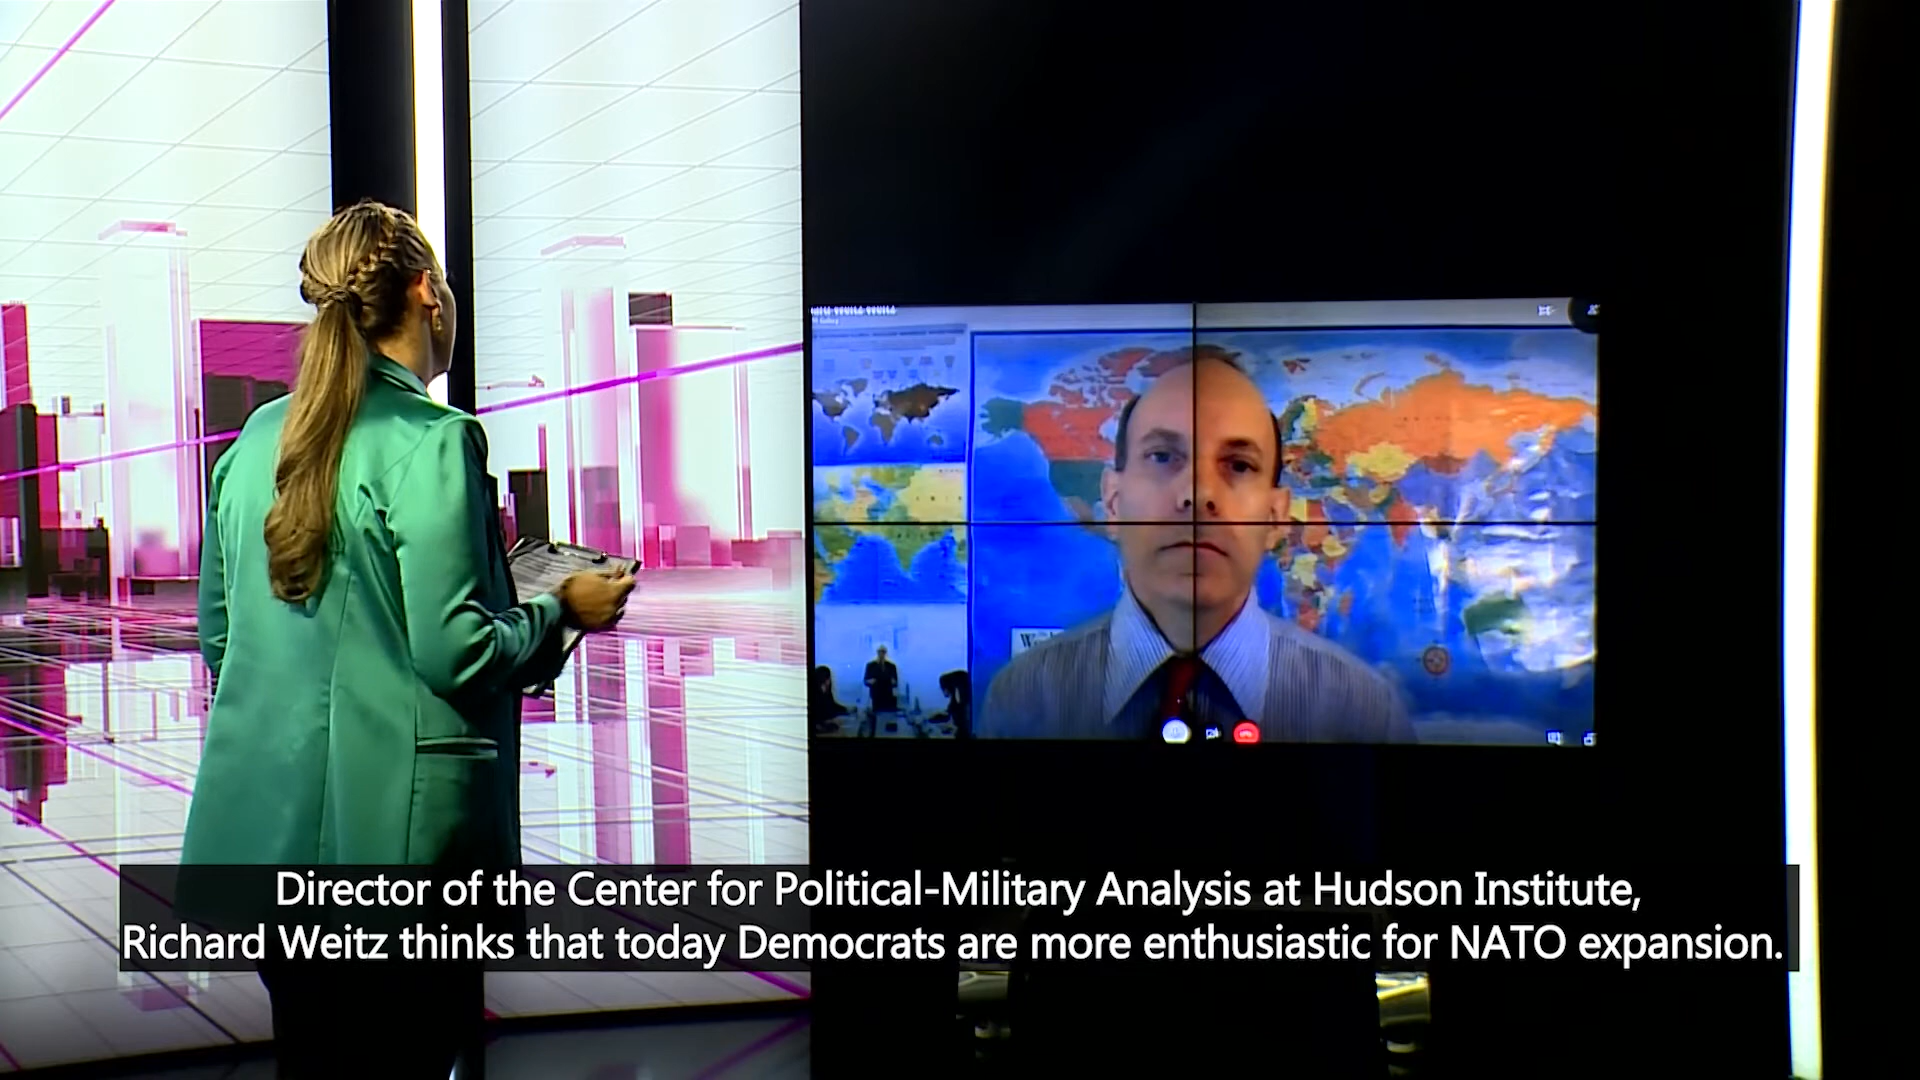 Director of the Center for Political-Military Analysis at Hudson Institute,
Richard Weitz thinks that today Democrats are more enthusiastic for NATO expansion.